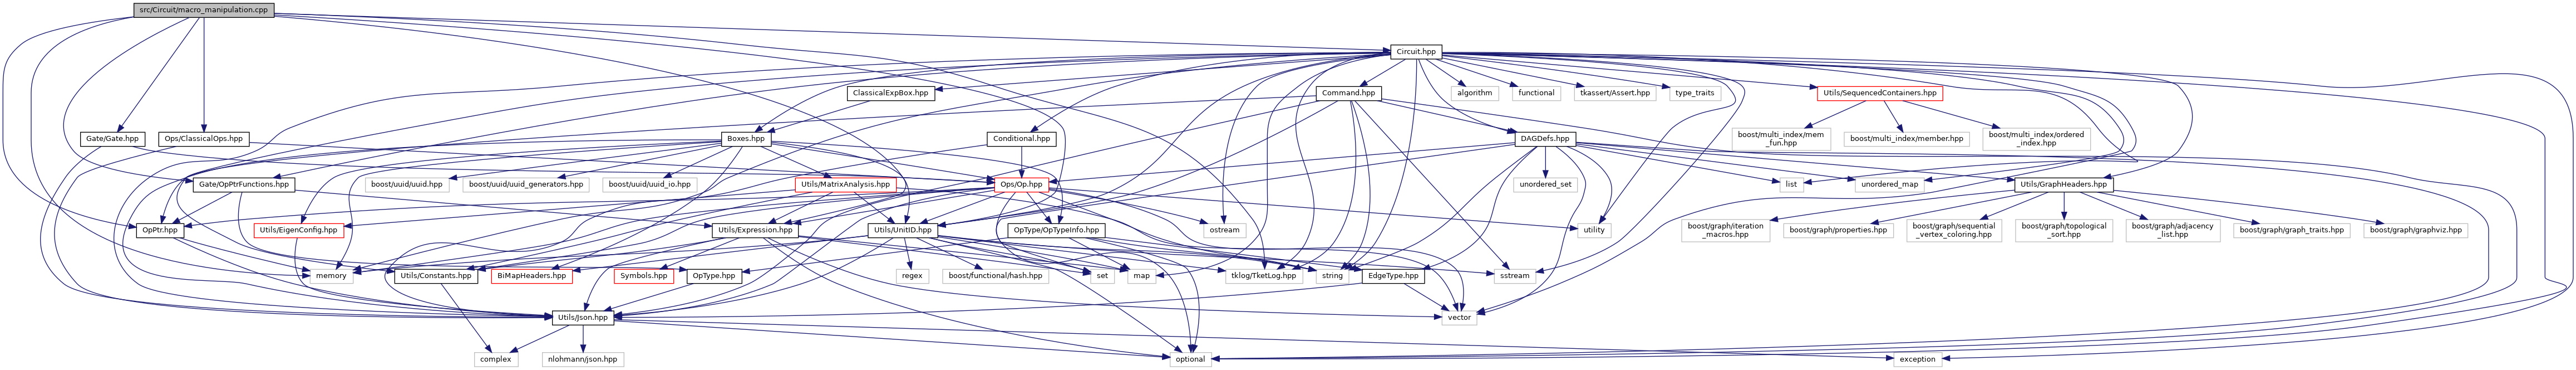 src/Circuit/macro_manipulation.cpp
Circuit.hpp
ClassicalExpBox.hpp
Command.hpp
algorithm
functional
tkassert/Assert.hpp
type_traits
Utils/SequencedContainers.hpp
Gate/Gate.hpp
Ops/ClassicalOps.hpp
Boxes.hpp
Conditional.hpp
DAGDefs.hpp
boost/multi_index/mem
_fun.hpp
boost/multi_index/member.hpp
boost/multi_index/ordered
_index.hpp
Gate/OpPtrFunctions.hpp
boost/uuid/uuid.hpp
boost/uuid/uuid_generators.hpp
boost/uuid/uuid_io.hpp
Utils/MatrixAnalysis.hpp
Ops/Op.hpp
unordered_set
list
unordered_map
Utils/GraphHeaders.hpp
OpPtr.hpp
Utils/EigenConfig.hpp
Utils/Expression.hpp
Utils/UnitID.hpp
OpType/OpTypeInfo.hpp
ostream
utility
boost/graph/iteration
_macros.hpp
boost/graph/properties.hpp
boost/graph/sequential
_vertex_coloring.hpp
boost/graph/topological
_sort.hpp
boost/graph/adjacency
_list.hpp
boost/graph/graph_traits.hpp
boost/graph/graphviz.hpp
memory
Utils/Constants.hpp
BiMapHeaders.hpp
Symbols.hpp
OpType.hpp
regex
boost/functional/hash.hpp
set
map
tklog/TketLog.hpp
string
EdgeType.hpp
sstream
Utils/Json.hpp
vector
complex
nlohmann/json.hpp
optional
exception